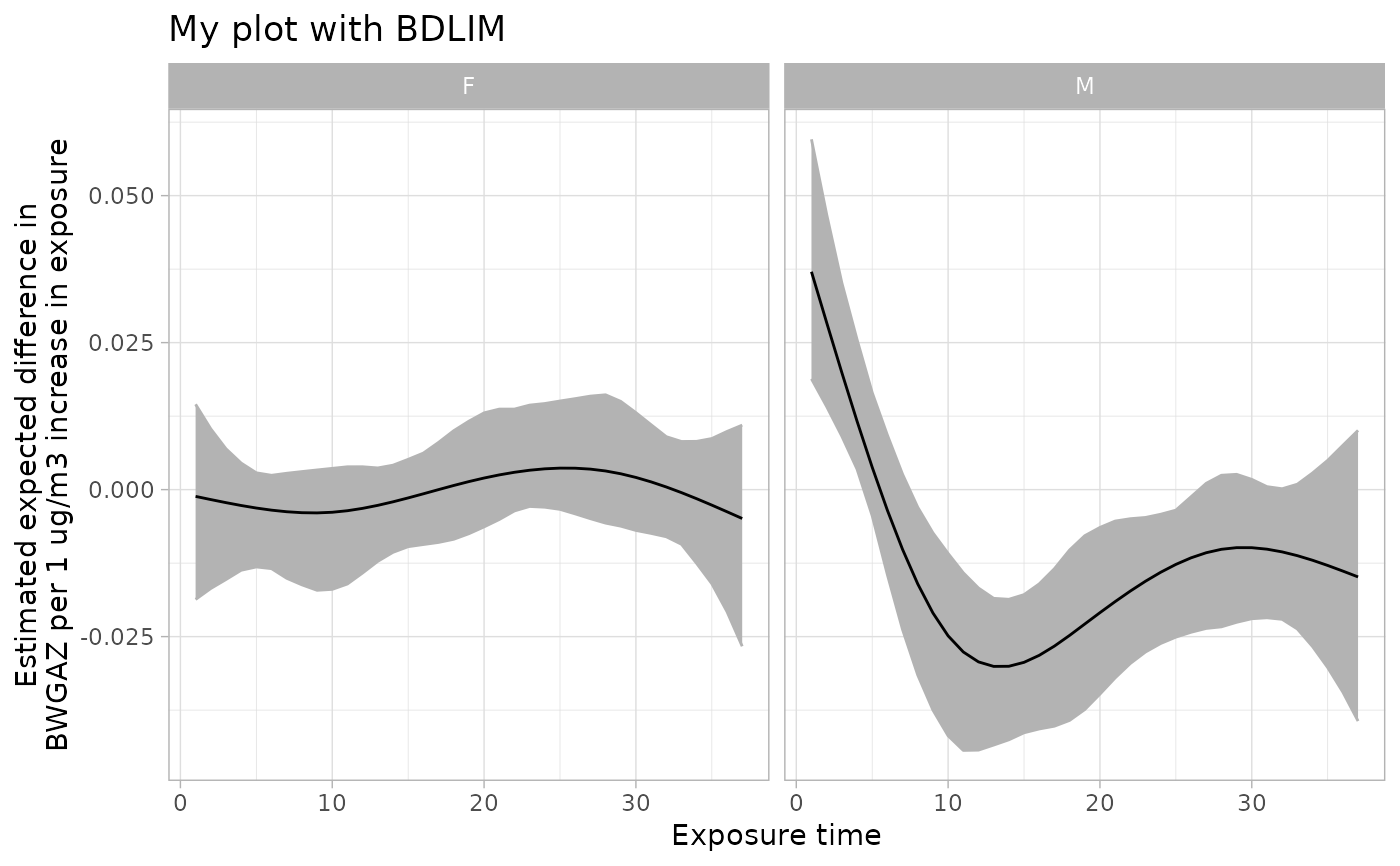 My plot with BDLIM
F
M
Estimated expected difference in
BWGAZ per 1 ug/m3 increase in exposure
0.050
0.025
0.000
-0.025
0
10
20
30
0
10
20
30
Exposure time